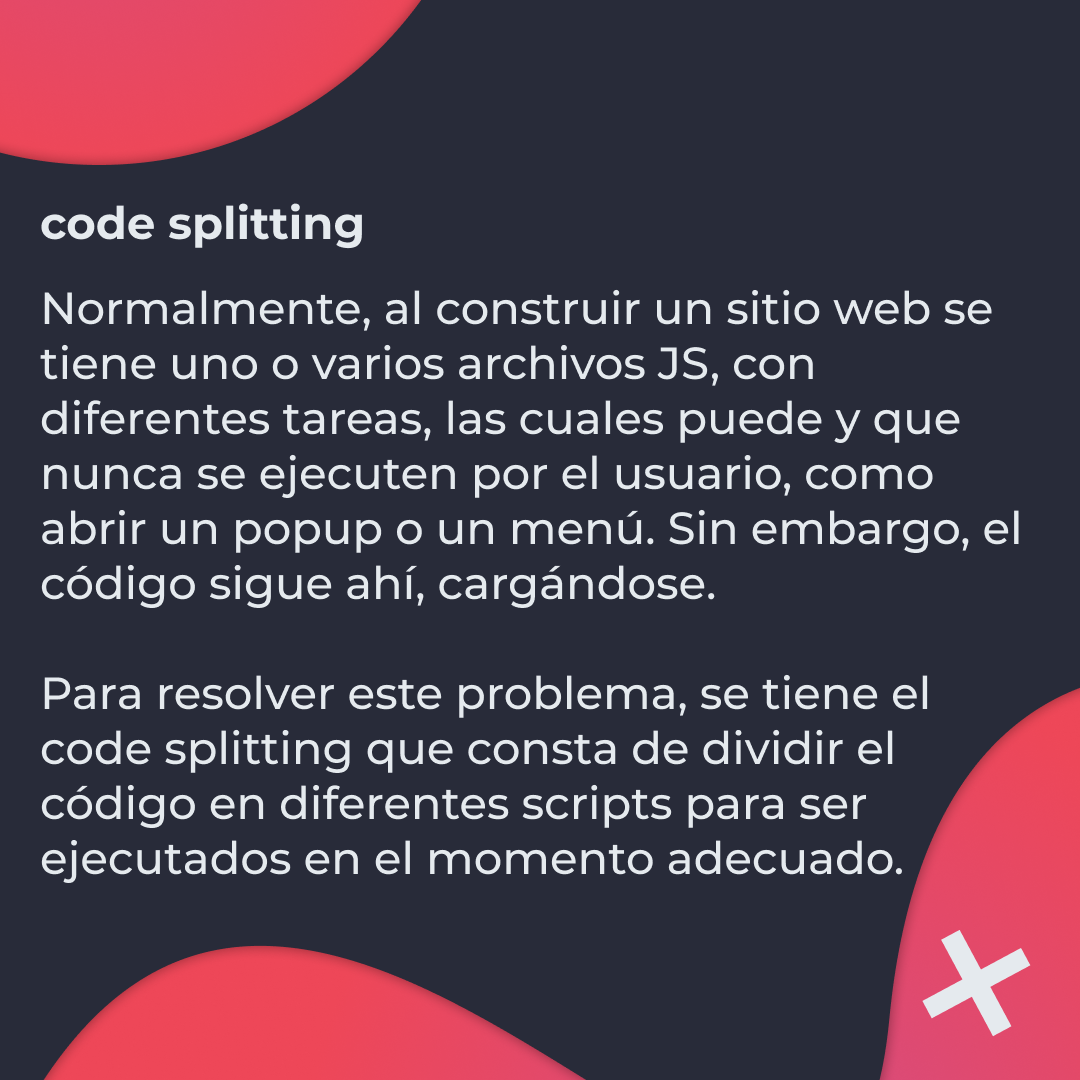 code splitting
Normalmente, al construir un sitio web se
tiene uno o varios archivos JS, con
diferentes tareas, las cuales puede y que
nunca se ejecuten por el usuario, como
abrir un popup o un menú. Sin embargo, el
código sigue ahí, cargándose.
Para resolver este problema, se tiene el
code splitting que consta de dividir el
código en diferentes scripts para ser
ejecutados en el momento adecuado.